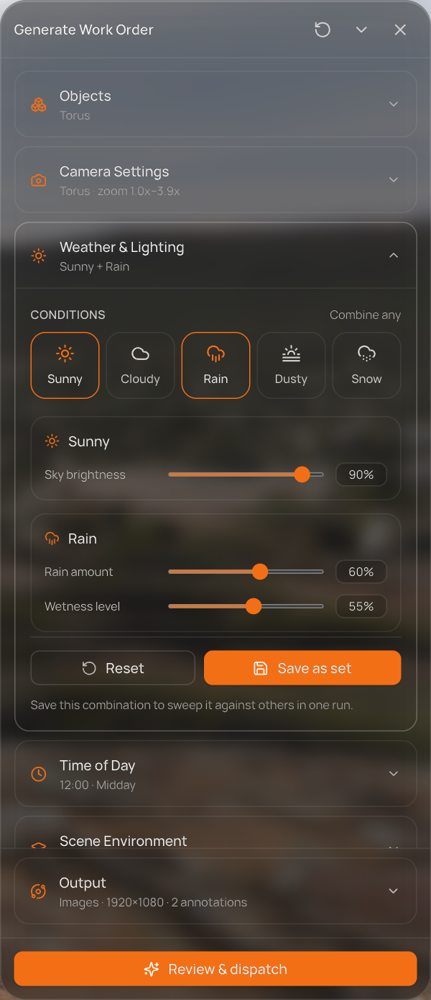 Generate Work Order
Objects
Torus
Camera Settings
Torus · zoom 1.0x–3.9x
Weather & Lighting
Sunny + Rain
CONDITIONS
Combine any
Sunny
Cloudy
Rain
Dusty
Snow
Sunny
Sky brightness
90%
Rain
Rain amount
60%
Wetness level
55%
Reset
Save as set
Save this combination to sweep it against others in one run.
Time of Day
12:00 · Midday
Scene Environment
Output
Images · 1920×1080 · 2 annotations
Review & dispatch